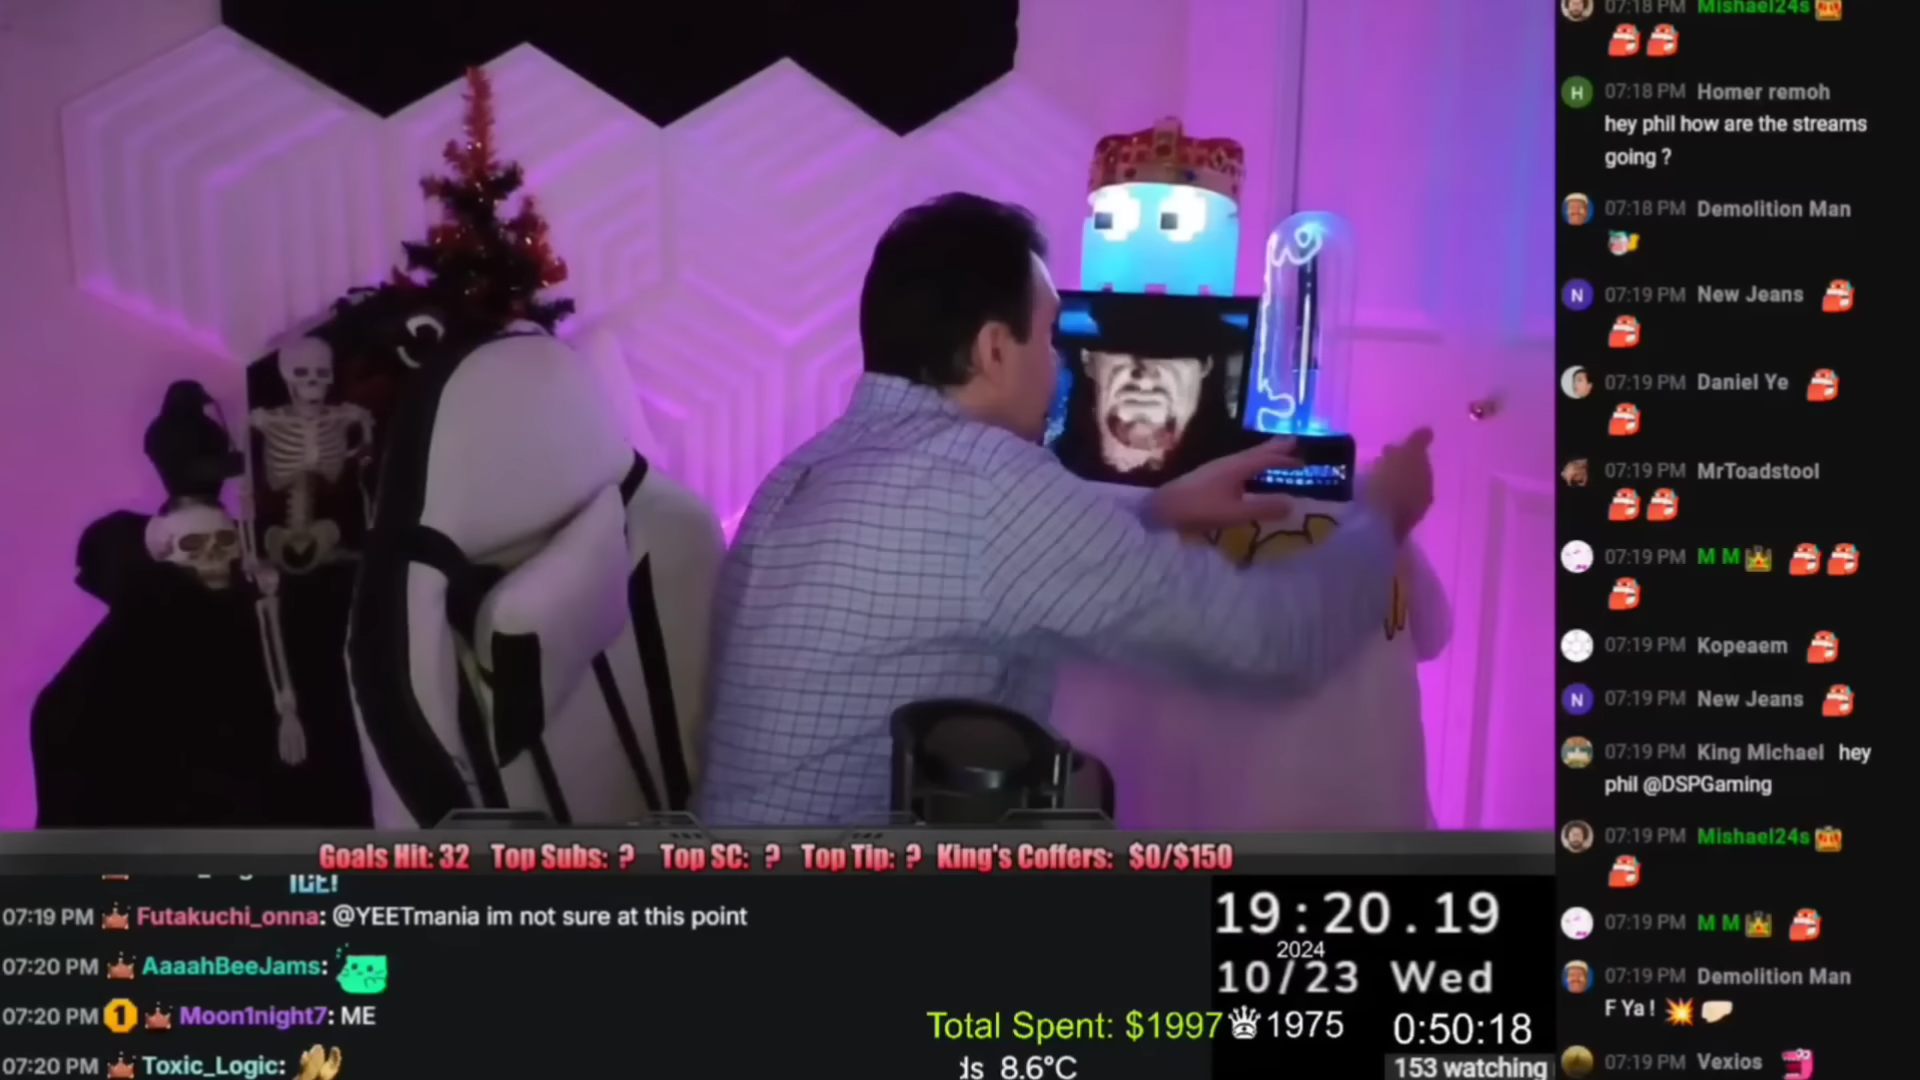 07:18 PM Mishael24s
H 07:18 PM Homer remoh
hey phil how are the streams
going ?
07:18 PM Demolition Man
N 07:19 PM New Jeans
07:19 PM Daniel Ye
07:19 PM MrToadstool
07:19 PM M M
07:19 PM Kopeaem
N 07:19 PM New Jeans
07:19 PM King Michael hey
phil @DSPGaming
07:19 PM Mishael24s
07:19 PM M M
07:19 PM Demolition Man
F Ya !
07:19 PM Vexios
Goals Hit: 32 Top Subs: ? Top SC: ? Top Tip: ? King's Coffers: $0/$150
07:19 PM Futakuchi_onna: @YEETmania im not sure at this point
07:20 PM AaaahBeeJams:
07:20 PM 1 Moon1night7: ME
07:20 PM Toxic_Logic:
19:20.19
2024
10/23 Wed
Total Spent: $1997 1975 0:50:18
8.6°C
153 watching